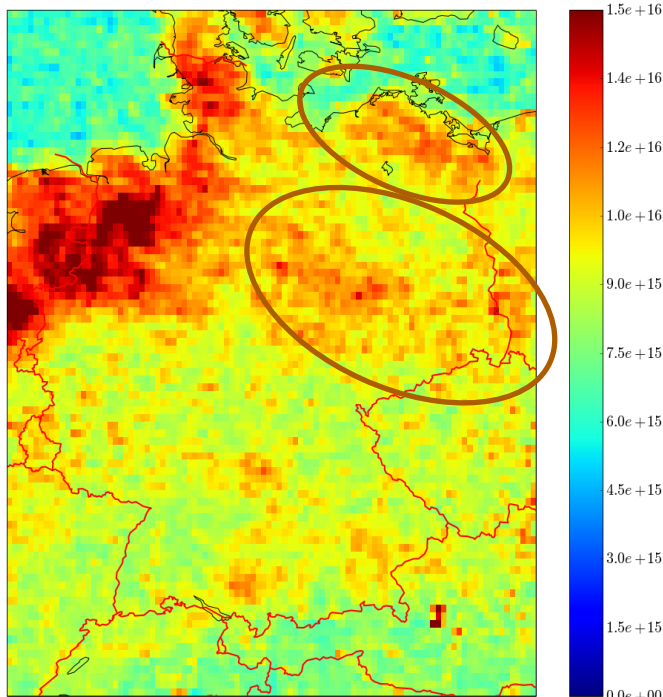 1.5e + 16
1.4e + 16
1.2e + 16
1.0e + 16
9.0e + 15
7.5e + 15
6.0e + 15
4.5e + 15
3.0e + 15
1.5e + 15
0.0e + 00